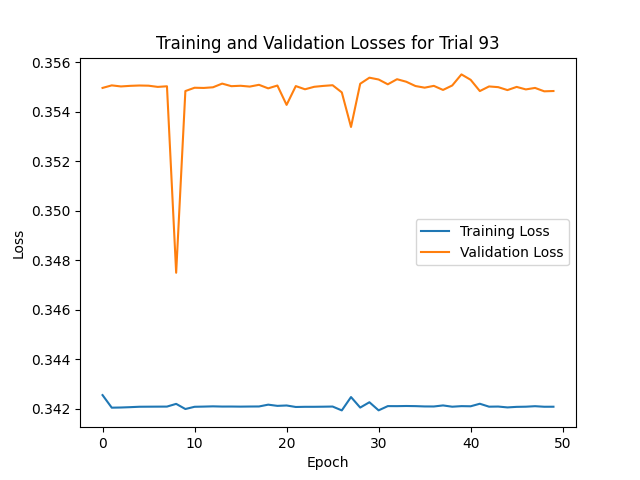 Training and Validation Losses for Trial 93
0.356
0.354
0.352
0.350
0.348
0.346
0.344
0.342
Loss
Training Loss
Validation Loss
0
10
20
30
40
50
Epoch